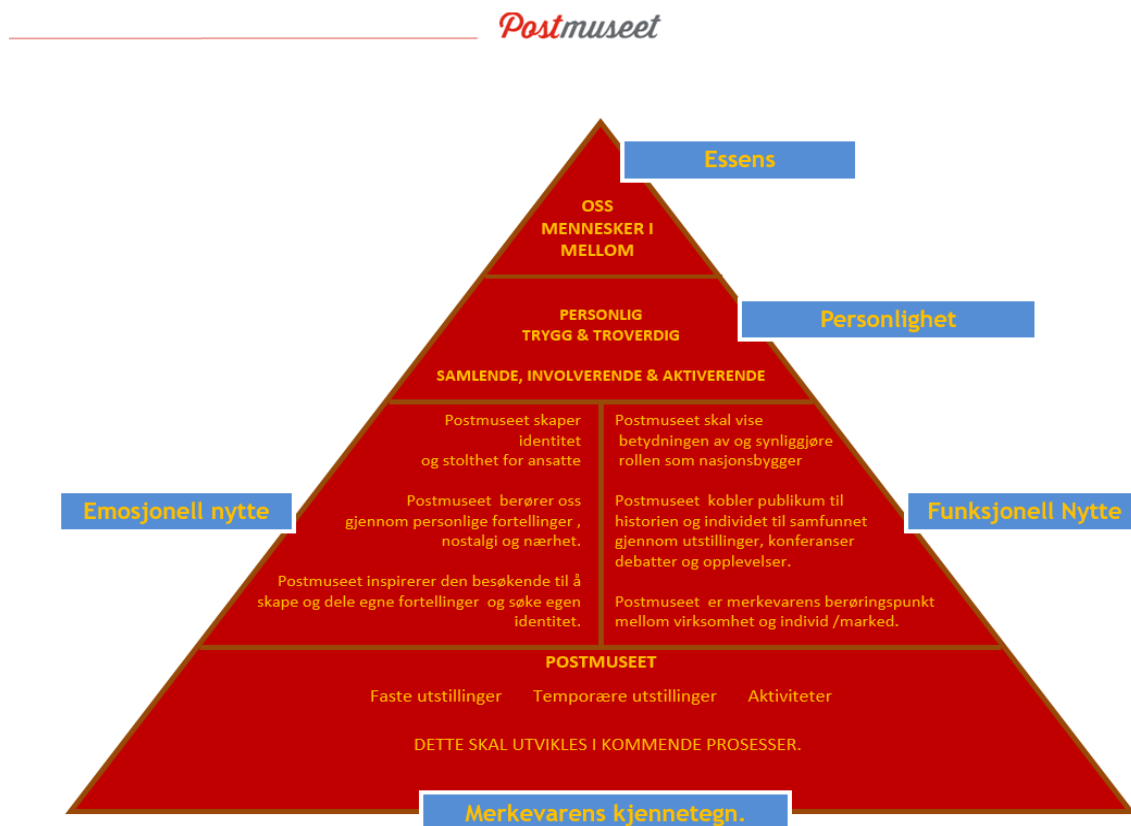 Postmuseet
Essens
OSS
MENNESKER I
MELLOM
Personlighet
PERSONLIG
TRYGG & TROVERDIG
SAMLENDE, INVOLVERENDE & AKTIVERENDE
Emosjonell nytte
Postmuseet skaper
identitet
og stolthet for ansatte
Postmuseet berører oss
gjennom personlige fortellinger ,
nostalgi og nærhet.
Postmuseet inspirerer den besøkende til å
skape og dele egne fortellinger og søke egen
identitet.
Funksjonell Nytte
Postmuseet skal vise
betydningen av og synliggjøre
rollen som nasjonsbygger
Postmuseet kobler publikum til
historien og individet til samfunnet
gjennom utstillinger, konferanser
debatter og opplevelser.
Postmuseet er merkevarens berøringspunkt
mellom virksomhet og individ /marked.
POSTMUSEET
Faste utstillinger Temporære utstillinger Aktiviteter
DETTE SKAL UTVIKLES I KOMMENDE PROSESSER.
Merkevarens kjennetegn.